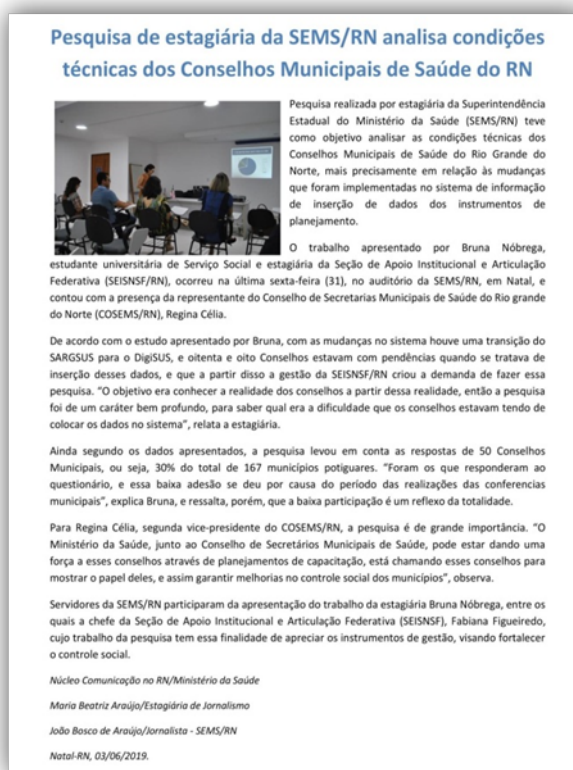 Pesquisa de estagiária da SEMS/RN analisa condições
técnicas dos Conselhos Municipais de Saúde do RN
Pesquisa realizada por estagiária da Superintendência
Estadual do Ministério da Saúde (SEMS/RN) teve
como objetivo analisar as condições técnicas dos
Conselhos Municipais de Saúde do Rio Grande do
Norte, mais precisamente em relação às mudanças
que foram implementadas no sistema de informação
de inserção de dados dos instrumentos de
planejamento.
O trabalho apresentado por Bruna Nóbrega,
estudante universitária de Serviço Social e estagiária da Seção de Apoio Institucional e Articulação
Federativa (SEISNSF/RN), ocorreu na última sexta-feira (31), no auditório da SEMS/RN, em Natal, e
contou com a presença da representante do Conselho de Secretarias Municipais de Saúde do Rio grande
do Norte (COSEMS/RN), Regina Célia.
De acordo com o estudo apresentado por Bruna, com as mudanças no sistema houve uma transição do
SARGSUS para o DigiSUS, e oitenta e oito Conselhos estavam com pendências quando se tratava de
inserção desses dados, e que a partir disso a gestão da SEISNSF/RN criou a demanda de fazer essa
pesquisa. “O objetivo era conhecer a realidade dos conselhos a partir dessa realidade, então a pesquisa
foi de um caráter bem profundo, para saber qual era a dificuldade que os conselhos estavam tendo de
colocar os dados no sistema”, relata a estagiária.
Ainda segundo os dados apresentados, a pesquisa levou em conta as respostas de 50 Conselhos
Municipais, ou seja, 30% do total de 167 municípios potiguares. “Foram os que responderam ao
questionário, e essa baixa adesão se deu por causa do período das realizações das conferencias
municipais”, explica Bruna, e ressalta, porém, que a baixa participação é um reflexo da totalidade.
Para Regina Célia, segunda vice-presidente do COSEMS/RN, a pesquisa é de grande importância. “O
Ministério da Saúde, junto ao Conselho de Secretários Municipais de Saúde, pode estar dando uma
força a esses conselhos através de planejamentos de capacitação, está chamando esses conselhos para
mostrar o papel deles, e assim garantir melhorias no controle social dos municípios”, observa.
Servidores da SEMS/RN participaram da apresentação do trabalho da estagiária Bruna Nóbrega, entre os
quais a chefe da Seção de Apoio Institucional e Articulação Federativa (SEISNSF), Fabiana Figueiredo,
cujo trabalho da pesquisa tem essa finalidade de apreciar os instrumentos de gestão, visando fortalecer
o controle social.
Núcleo Comunicação no RN/Ministério da Saúde
Maria Beatriz Araújo/Estagiária de Jornalismo
João Bosco de Araújo/Jornalista - SEMS/RN
Natal-RN, 03/06/2019.